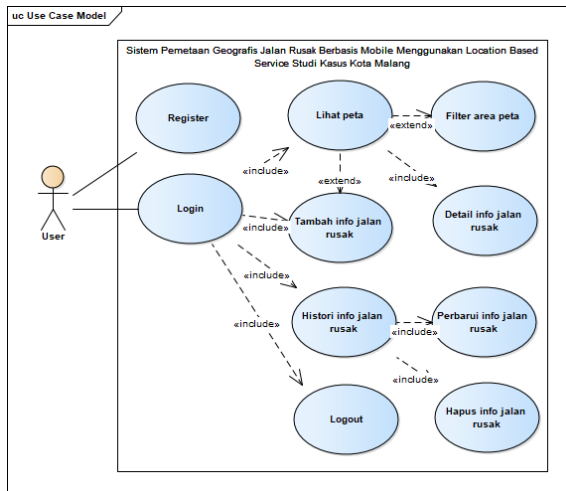 uc Use Case Model
Sistem Pemetaan Geografis Jalan Rusak Berbasis Mobile Menggunakan Location Based
Service Studi Kasus Kota Malang
Register
Lihat peta
Filter area peta
«extend»
«include»
«extend»
«include»
User
Login
Tambah info jalan
rusak
Detail info jalan
rusak
«include»
«include»
Histori info jalan
rusak
Perbarui info jalan
rusak
«include»
«include»
«include»
Logout
Hapus info jalan
rusak